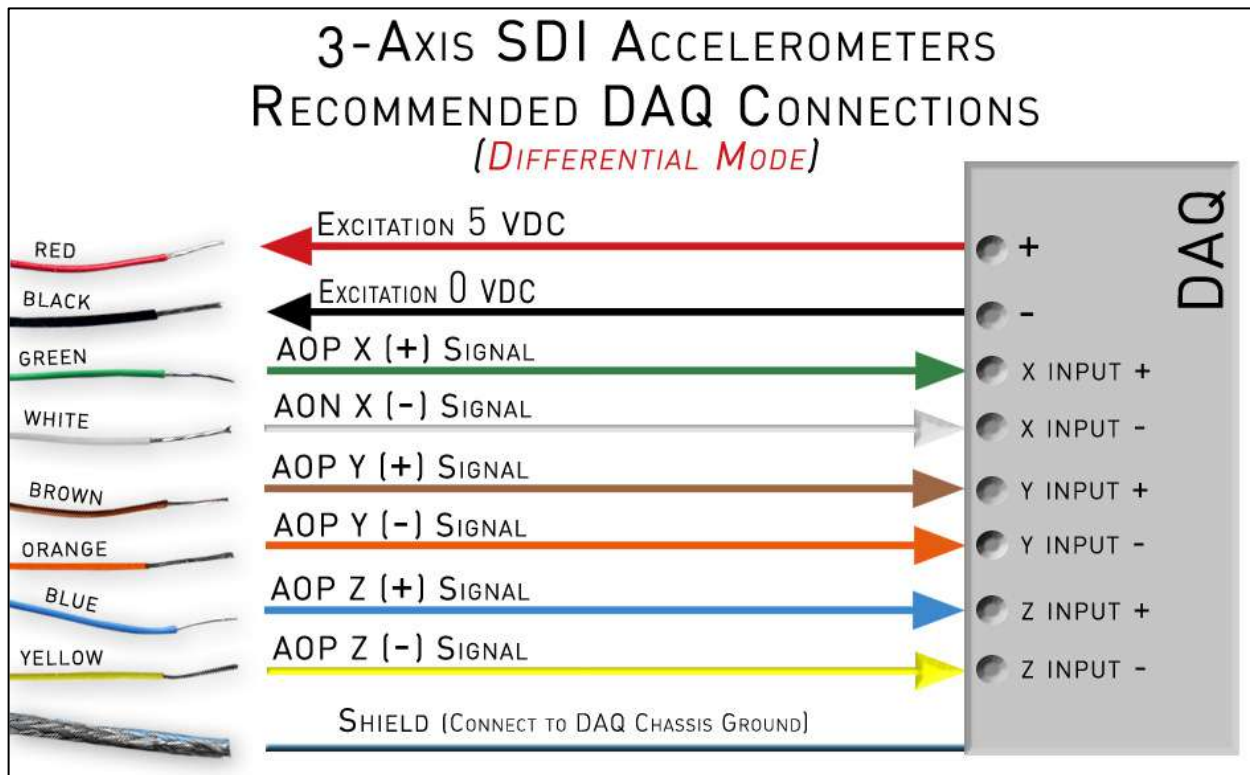 3-Axis SDI Accelerometers
Recommended DAQ Connections
(Differential Mode)
DAQ
RED
Excitation 5 VDC
+
BLACK
Excitation 0 VDC
-
GREEN
AOP X (+) Signal
X INPUT +
WHITE
AON X (-) Signal
X INPUT -
BROWN
AOP Y (+) Signal
Y INPUT +
ORANGE
AOP Y (-) Signal
Y INPUT -
BLUE
AOP Z (+) Signal
Z INPUT +
YELLOW
AOP Z (-) Signal
Z INPUT -
Shield (Connect to DAQ Chassis Ground)